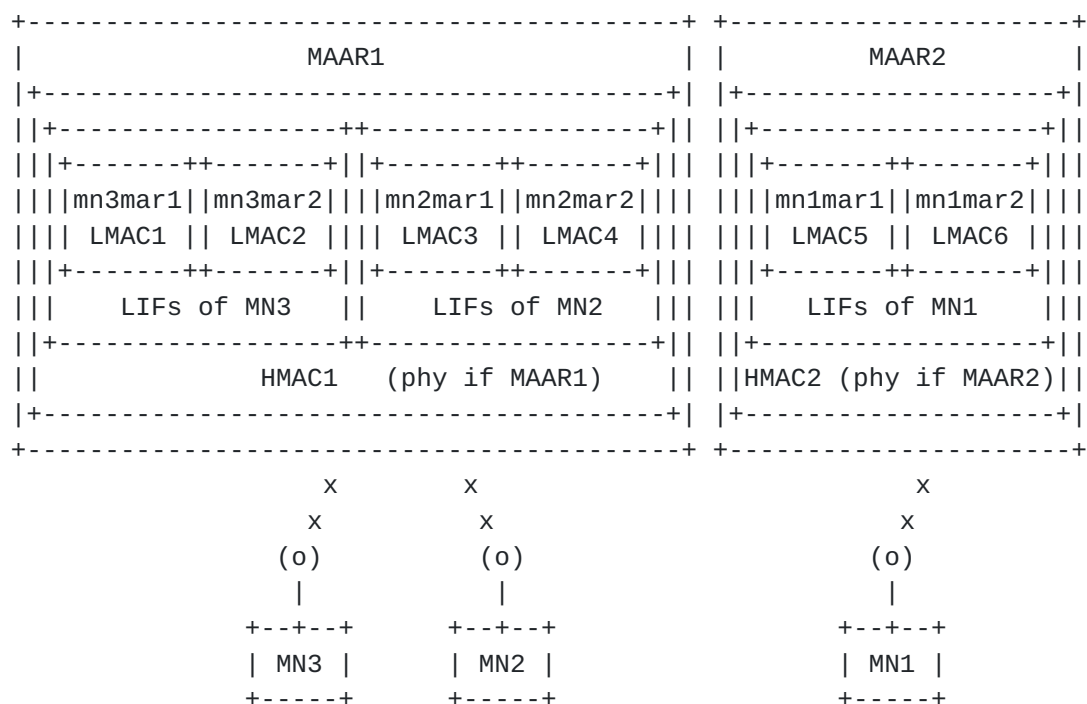 +-----------------------------------------+ +---------------------+
|                  MAAR1                  | |        MAAR2        |
|+---------------------------------------+| |+-------------------+|
||+------------------++------------------+|| ||+-----------------+||
|||+-------++-------+||+-------++-------+||| |||+-------++-------+|||
||||mn3mar1||mn3mar2||||mn2mar1||mn2mar2|||| ||||mn1mar1||mn1mar2||||
|||| LMAC1 || LMAC2 |||| LMAC3 || LMAC4 |||| |||| LMAC5 || LMAC6 ||||
|||+-------++-------+||+-------++-------+||| |||+-------++-------+|||
|||    LIFs of MN3   ||    LIFs of MN2   ||| |||   LIFs of MN1    |||
||+------------------++------------------+|| ||+-----------------+||
||              HMAC1   (phy if MAAR1)    || ||HMAC2 (phy if MAAR2)||
|+---------------------------------------+| |+-------------------+|
+-----------------------------------------+ +---------------------+
                    x        x                            x
                   x          x                          x
                 (o)          (o)                      (o)
                  |            |                        |
               +--+--+      +--+--+                  +--+--+
               | MN3 |      | MN2 |                  | MN1 |
               +-----+      +-----+                  +-----+